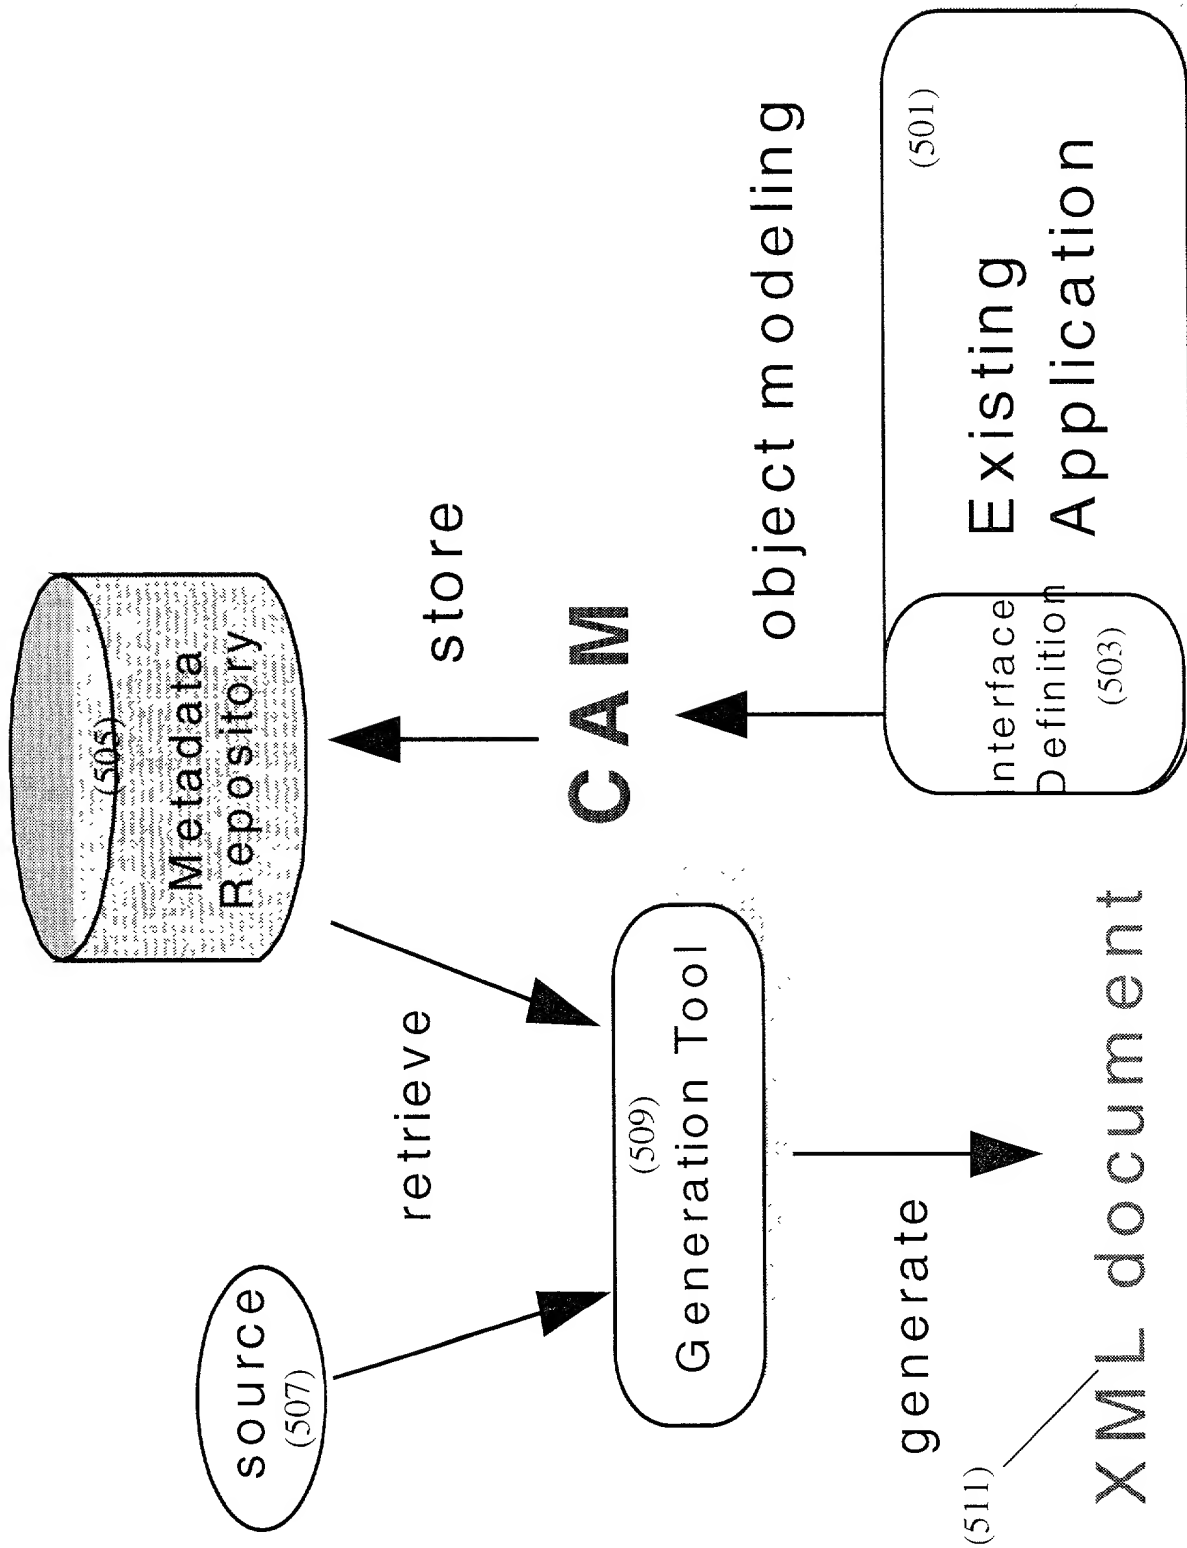 (505)
Metadata
Repository
source
(507)
retrieve
store
CAM
(509)
Generation Tool
object modeling
generate
(501)
Existing
Application
Interface
Definition
(503)
(511)
XML document